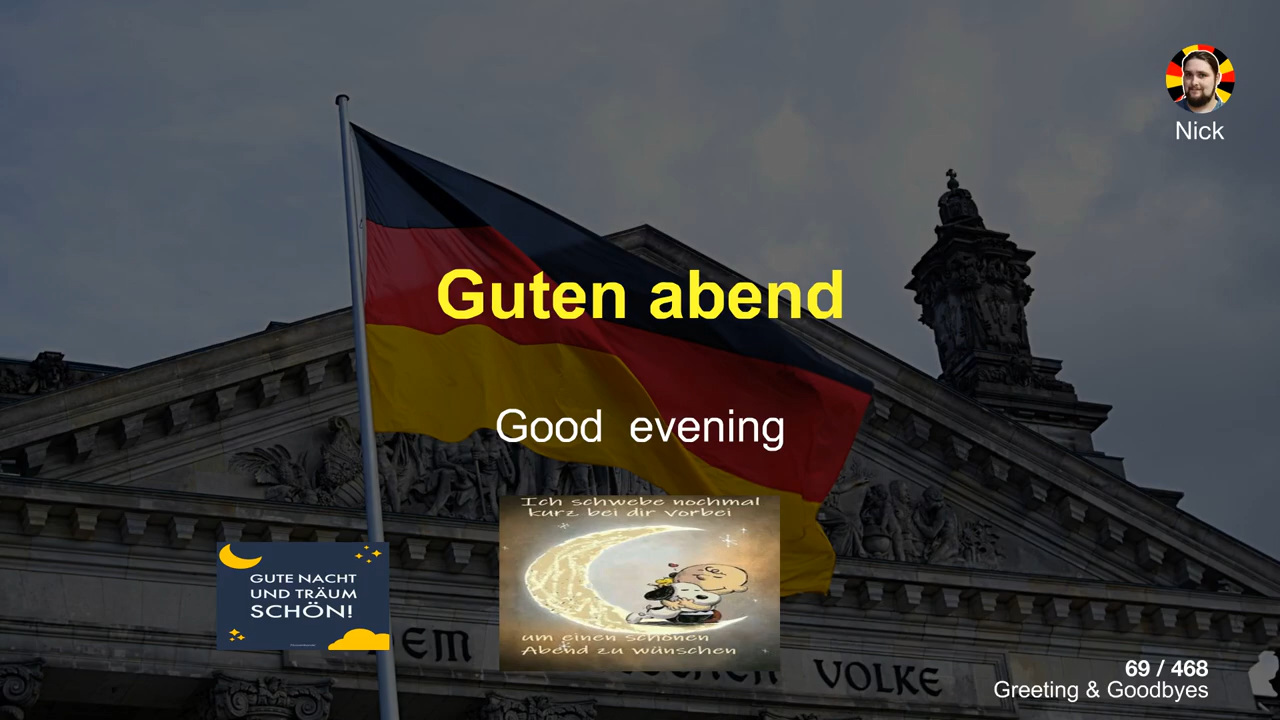 Nick
Guten abend
Good evening
Ich schwebe nochmal
kurz bei dir vorbei
um einen schönen
Abend zu wünschen
GUTE NACHT
UND TRÄUM
SCHÖN!
DEM
VOLKE
69 / 468
Greeting & Goodbyes